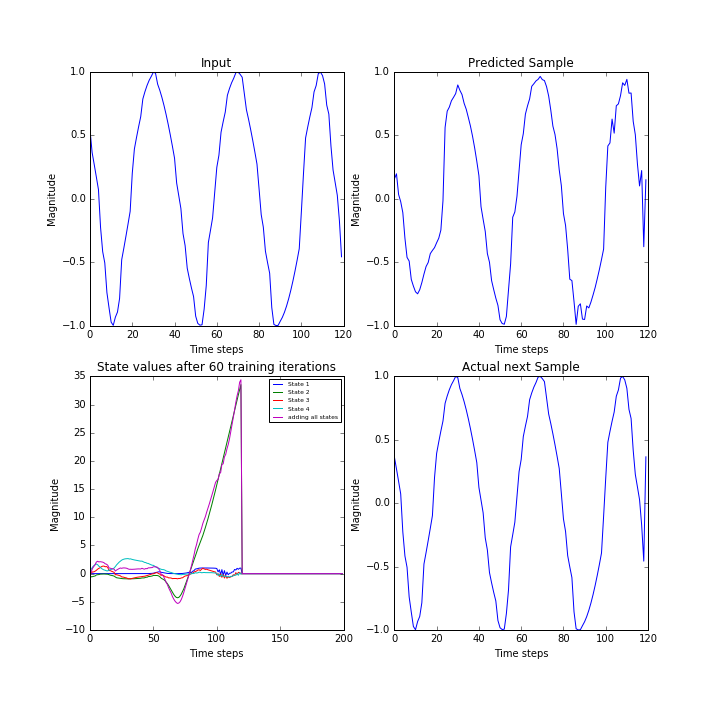 Input
1.0
0.5
0.0
−0.5
−1.0
Magnitude
0 20 40 60 80 100 120
Time steps
Predicted Sample
1.0
0.5
0.0
−0.5
−1.0
Magnitude
0 20 40 60 80 100 120
Time steps
State values after 60 training iterations
35
30
25
20
15
10
5
0
−5
−10
Magnitude
State 1
State 2
State 3
State 4
adding all states
0 50 100 150 200
Time steps
Actual next Sample
1.0
0.5
0.0
−0.5
−1.0
Magnitude
0 20 40 60 80 100 120
Time steps